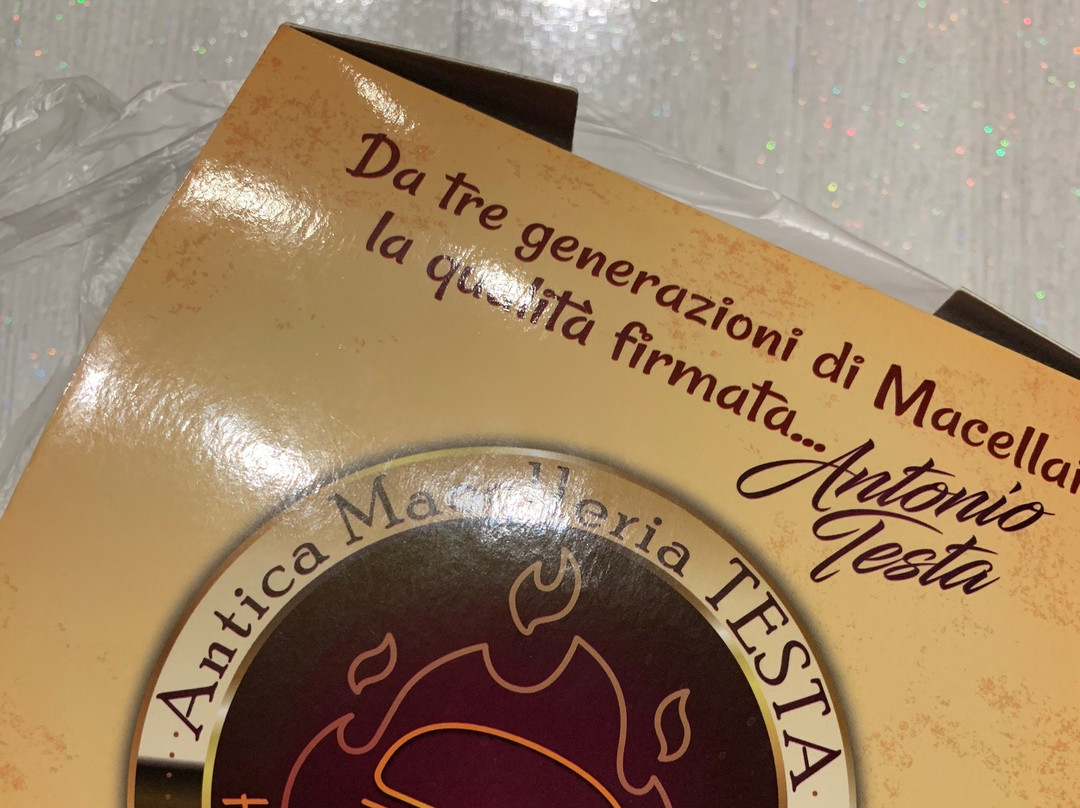 Da tre generazioni di Macellai
la qualità firmata...
Antonio
Testa
Antica Macelleria TESTA